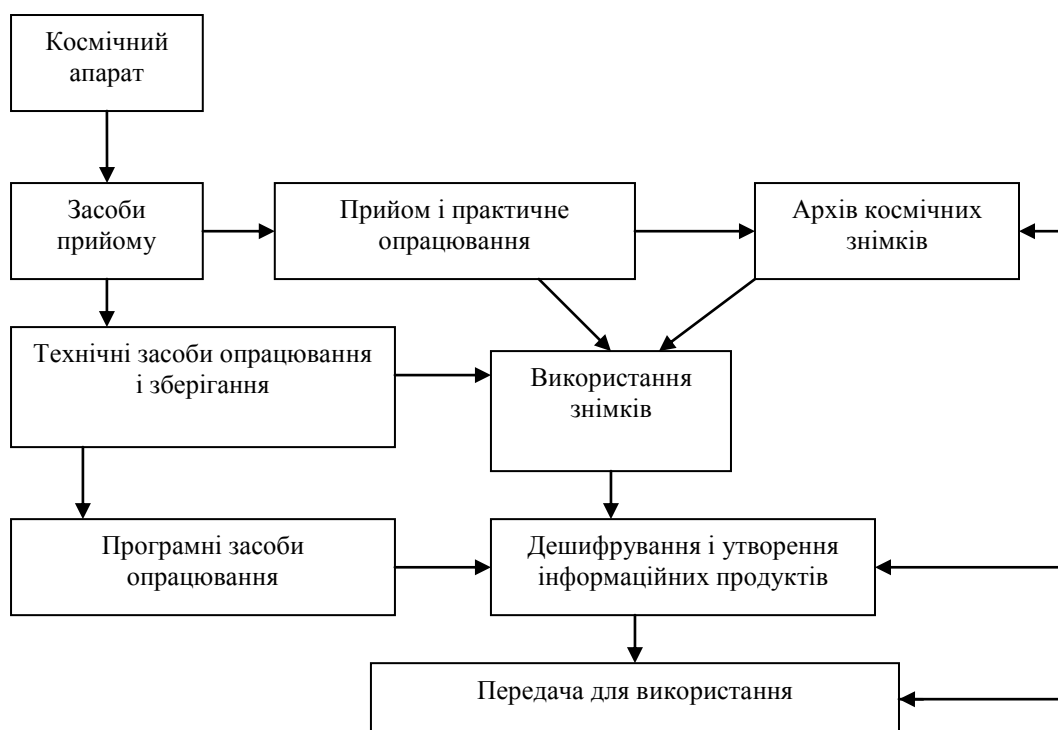 Космічний
апарат
Засоби
прийому
Прийом і практичне
опрацювання
Архів космічних
знімків
Технічні засоби опрацювання
і зберігання
Використання
знімків
Програмні засоби
опрацювання
Дешифрування і утворення
інформаційних продуктів
Передача для використання